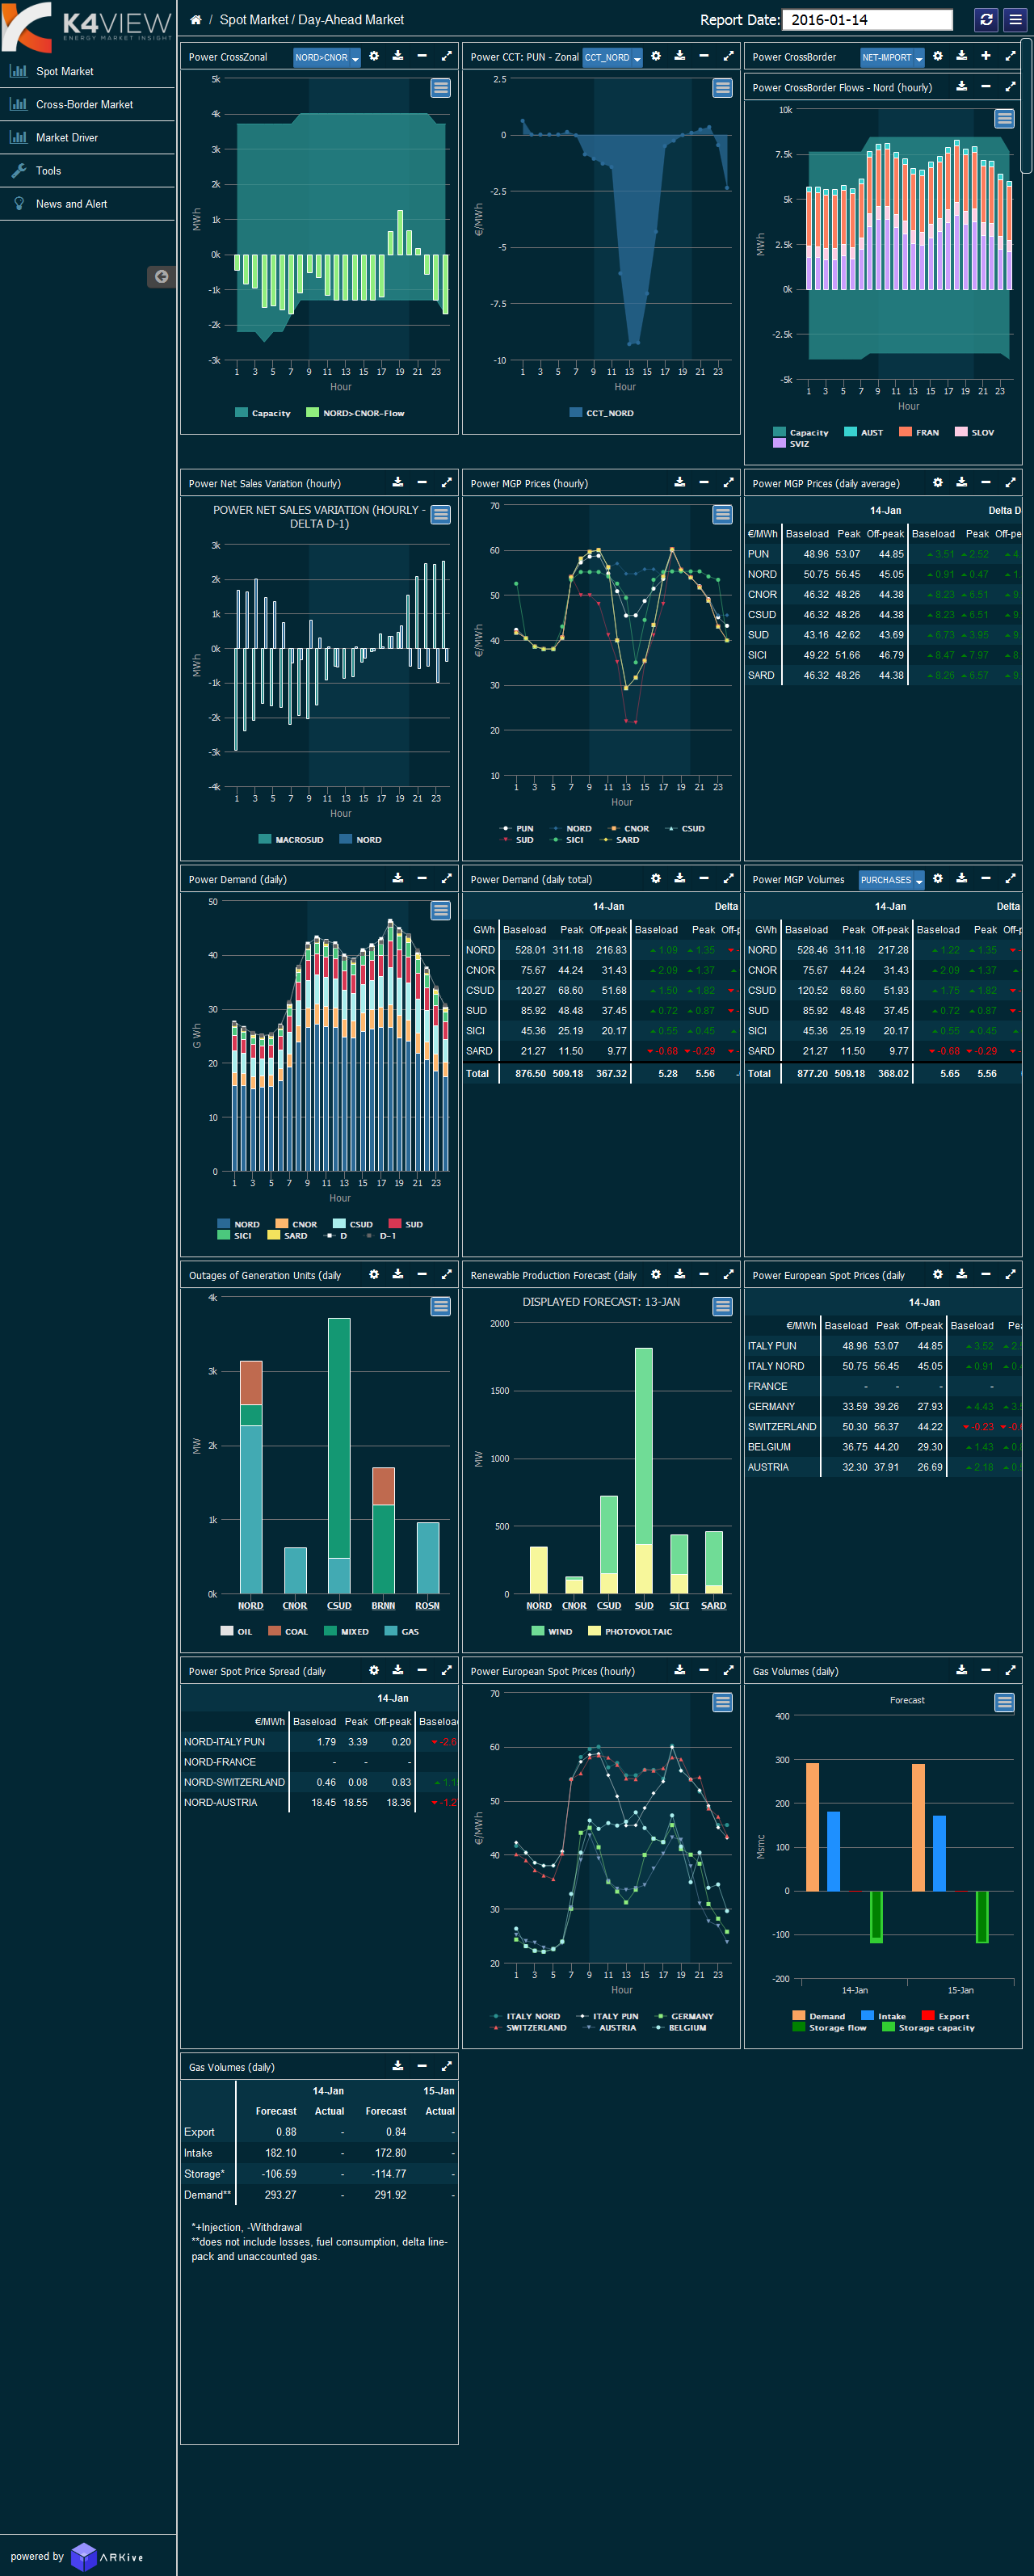 K4VIEW
ENERGY MARKET INSIGHT
/ Spot Market / Day-Ahead Market
Report Date: 2016-01-14
Spot Market
Cross-Border Market
Market Driver
Tools
News and Alert
Power CrossZonal NORD>CNOR
5k
4k
3k
2k
1k
0k
-1k
-2k
-3k
MWh
1 3 5 7 9 11 13 15 17 19 21 23
Hour
Capacity NORD>CNOR-Flow
Power CCT: PUN - Zonal CCT_NORD
2.5
0
-2.5
-5
-7.5
-10
€/MWh
1 3 5 7 9 11 13 15 17 19 21 23
Hour
CCT_NORD
Power CrossBorder NET-IMPORT
Power CrossBorder Flows - Nord (hourly)
10k
7.5k
5k
2.5k
0k
-2.5k
-5k
MWh
1 3 5 7 9 11 13 15 17 19 21 23
Hour
Capacity AUST FRAN SLOV
SVIZ
Power Net Sales Variation (hourly)
POWER NET SALES VARIATION (HOURLY -
DELTA D-1)
3k
2k
1k
0k
-1k
-2k
-3k
-4k
MWh
1 3 5 7 9 11 13 15 17 19 21 23
Hour
MACROSUD NORD
Power MGP Prices (hourly)
70
60
50
40
30
20
10
€/MWh
1 3 5 7 9 11 13 15 17 19 21 23
Hour
PUN NORD CNOR CSUD
SUD SICI SARD
Power MGP Prices (daily average)
14-Jan Delta D
€/MWh Baseload Peak Off-peak Baseload Peak Off-pe
PUN 48.96 53.07 44.85 3.51 2.52 4.
NORD 50.75 56.45 45.05 0.91 0.47 1
CNOR 46.32 48.26 44.38 8.23 6.51 9.
CSUD 46.32 48.26 44.38 8.23 6.51 9.
SUD 43.16 42.62 43.69 6.73 3.95 9.
SICI 49.22 51.66 46.79 8.47 7.97 8.
SARD 46.32 48.26 44.38 8.26 6.57 9.
Power Demand (daily)
50
40
30
20
10
0
G Wh
1 3 5 7 9 11 13 15 17 19 21 23
Hour
NORD CNOR CSUD SUD
SICI SARD D D-1
Power Demand (daily total)
14-Jan Delta
GWh Baseload Peak Off-peak Baseload Peak Off-p
NORD 528.01 311.18 216.83 1.09 1.35
CNOR 75.67 44.24 31.43 2.09 1.37
CSUD 120.27 68.60 51.68 1.50 1.82
SUD 85.92 48.48 37.45 0.72 0.87
SICI 45.36 25.19 20.17 0.55 0.45
SARD 21.27 11.50 9.77 -0.68 -0.29
Total 876.50 509.18 367.32 5.28 5.56
Power MGP Volumes PURCHASES
14-Jan Delta
GWh Baseload Peak Off-peak Baseload Peak Off-p
NORD 528.46 311.18 217.28 1.22 1.35
CNOR 75.67 44.24 31.43 2.09 1.37
CSUD 120.52 68.60 51.93 1.75 1.82
SUD 85.92 48.48 37.45 0.72 0.87
SICI 45.36 25.19 20.17 0.55 0.45
SARD 21.27 11.50 9.77 -0.68 -0.29
Total 877.20 509.18 368.02 5.65 5.56
Outages of Generation Units (daily
4k
3k
2k
1k
0k
MW
NORD CNOR CSUD BRNN ROSN
OIL COAL MIXED GAS
Renewable Production Forecast (daily
DISPLAYED FORECAST: 13-JAN
2000
1500
1000
500
0
MW
NORD CNOR CSUD SUD SICI SARD
WIND PHOTOVOLTAIC
Power European Spot Prices (daily
14-Jan
€/MWh Baseload Peak Off-peak Baseload Pea
ITALY PUN 48.96 53.07 44.85 3.52
ITALY NORD 50.75 56.45 45.05 0.91
FRANCE - - - -
GERMANY 33.59 39.26 27.93 4.43
SWITZERLAND 50.30 56.37 44.22 -0.23
BELGIUM 36.75 44.20 29.30 1.43
AUSTRIA 32.30 37.91 26.69 2.18
Power Spot Price Spread (daily
14-Jan
€/MWh Baseload Peak Off-peak Baseload
NORD-ITALY PUN 1.79 3.39 0.20 -2.6
NORD-FRANCE - - -
NORD-SWITZERLAND 0.46 0.08 0.83 1.1
NORD-AUSTRIA 18.45 18.55 18.36 -1.2
Power European Spot Prices (hourly)
70
60
50
40
30
20
€/MWh
1 3 5 7 9 11 13 15 17 19 21 23
Hour
ITALY NORD ITALY PUN GERMANY
SWITZERLAND AUSTRIA BELGIUM
Gas Volumes (daily)
Forecast
400
300
200
100
0
-100
-200
Msmc
14-Jan 15-Jan
Demand Intake Export
Storage flow Storage capacity
Gas Volumes (daily)
14-Jan 15-Jan
Forecast Actual Forecast Actual
Export 0.88 - 0.84 -
Intake 182.10 - 172.80 -
Storage* -106.59 - -114.77 -
Demand** 293.27 - 291.92 -
*+Injection, -Withdrawal
**does not include losses, fuel consumption, delta line-
pack and unaccounted gas.
powered by ARKive